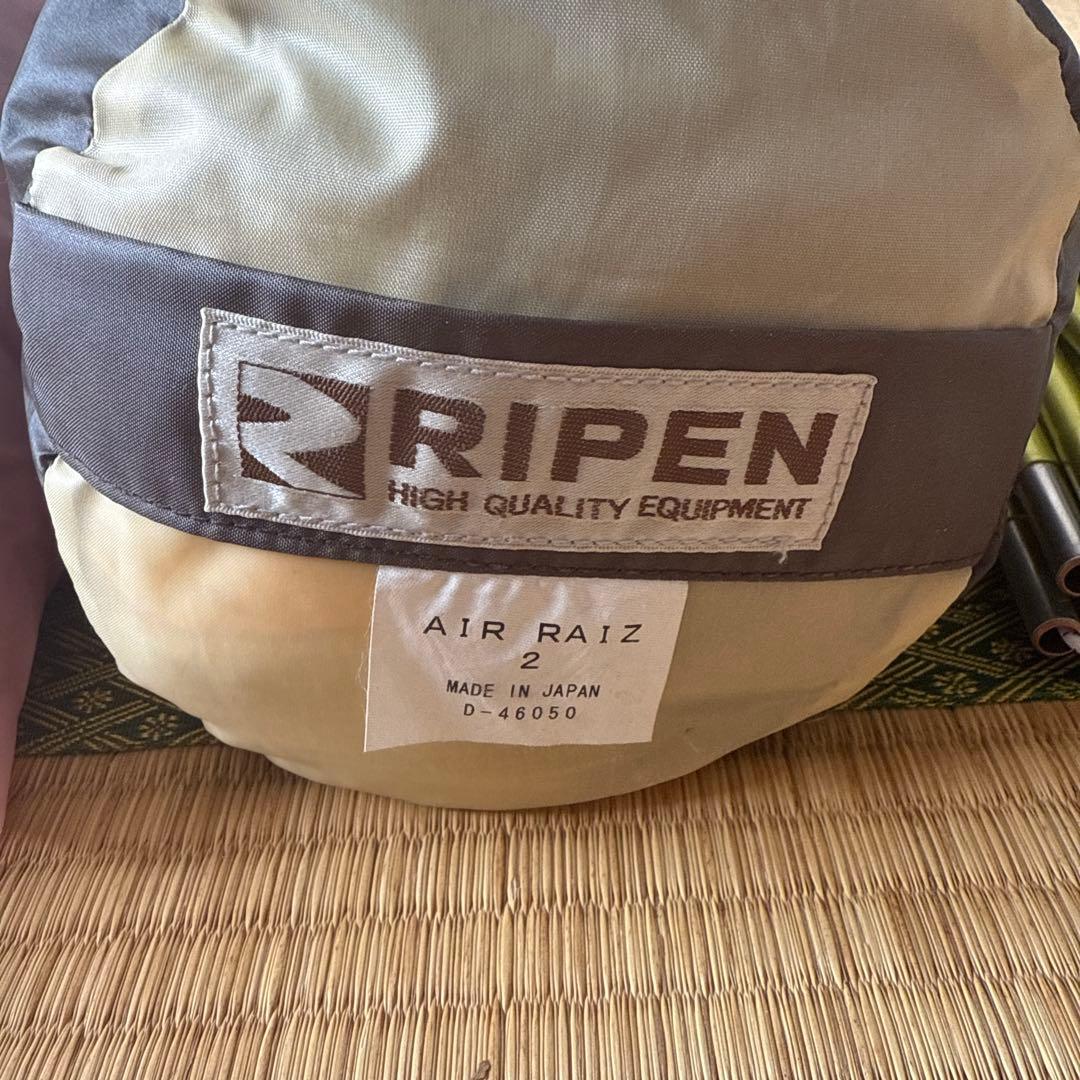 RIPEN
HIGH QUALITY EQUIPMENT
AIR RAIZ
2
MADE IN JAPAN
D-46050